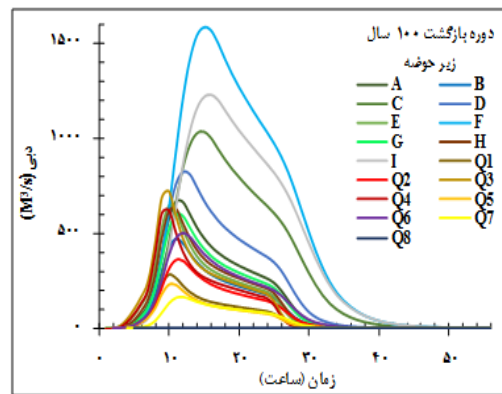 دوره بازگشت ۱۰۰ سال
زیر حوضه
A B
C D
E F
G H
I Q1
Q2 Q3
Q4 Q5
Q6 Q7
Q8
دبی (M³/s)
۱۵۰۰
۱۰۰۰
۵۰۰
۰
۰ ۱۰ ۲۰ ۳۰ ۴۰ ۵۰
زمان (ساعت)